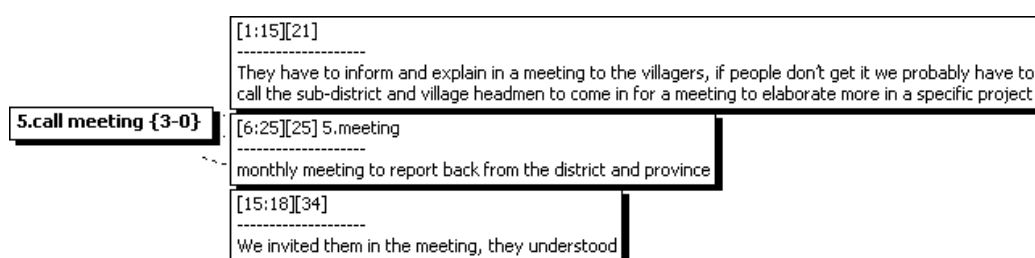 [1:15][21]
--------------------
They have to inform and explain in a meeting to the villagers, if people don't get it we probably have to
call the sub-district and village headmen to come in for a meeting to elaborate more in a specific project
5.call meeting {3-0}
[6:25][25] 5.meeting
--------------------
monthly meeting to report back from the district and province
[15:18][34]
--------------------
We invited them in the meeting, they understood